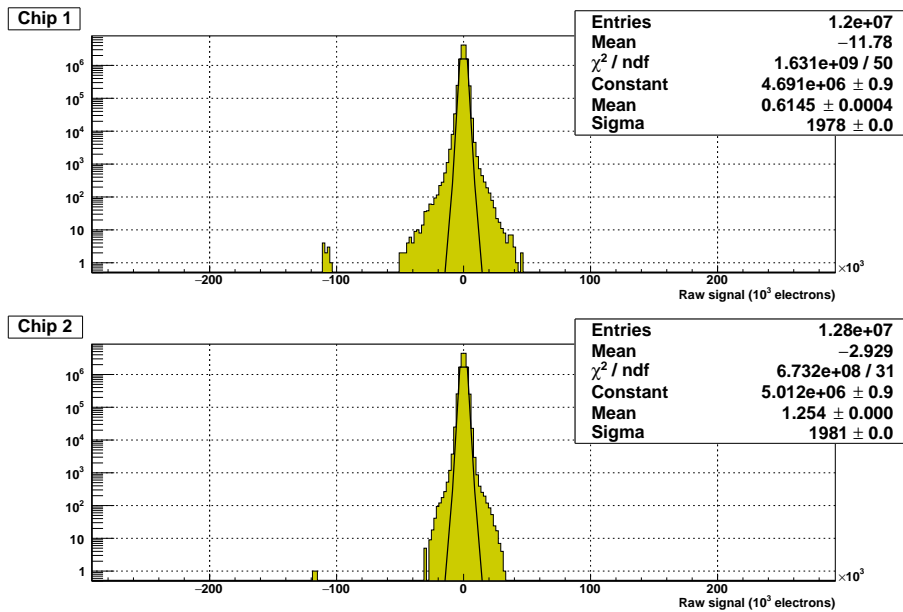 Chip 1
Entries 1.2e+07
Mean −11.78
χ² / ndf 1.631e+09 / 50
Constant 4.691e+06 ± 0.9
Mean 0.6145 ± 0.0004
Sigma 1978 ± 0.0
10⁶
10⁵
10⁴
10³
10²
10
1
−200 −100 0 100 200
×10³
Raw signal (10³ electrons)
Chip 2
Entries 1.28e+07
Mean −2.929
χ² / ndf 6.732e+08 / 31
Constant 5.012e+06 ± 0.9
Mean 1.254 ± 0.000
Sigma 1981 ± 0.0
10⁶
10⁵
10⁴
10³
10²
10
1
−200 −100 0 100 200
×10³
Raw signal (10³ electrons)